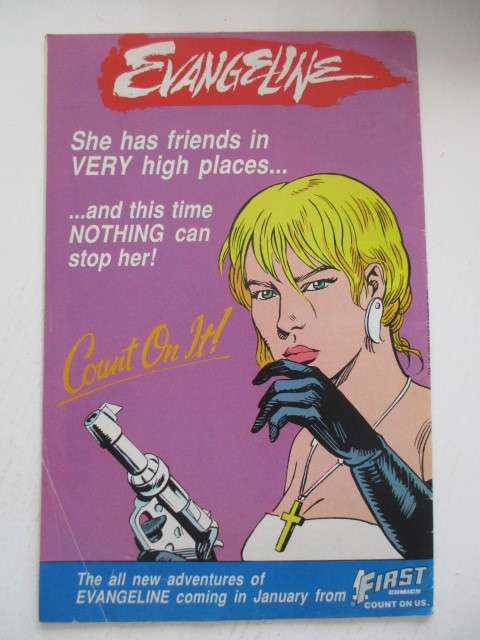 EVANGELINE
She has friends in
VERY high places...
...and this time
NOTHING can
stop her!
Count On It!
The all new adventures of
EVANGELINE coming in January from
FIRST
COMICS
COUNT ON US.